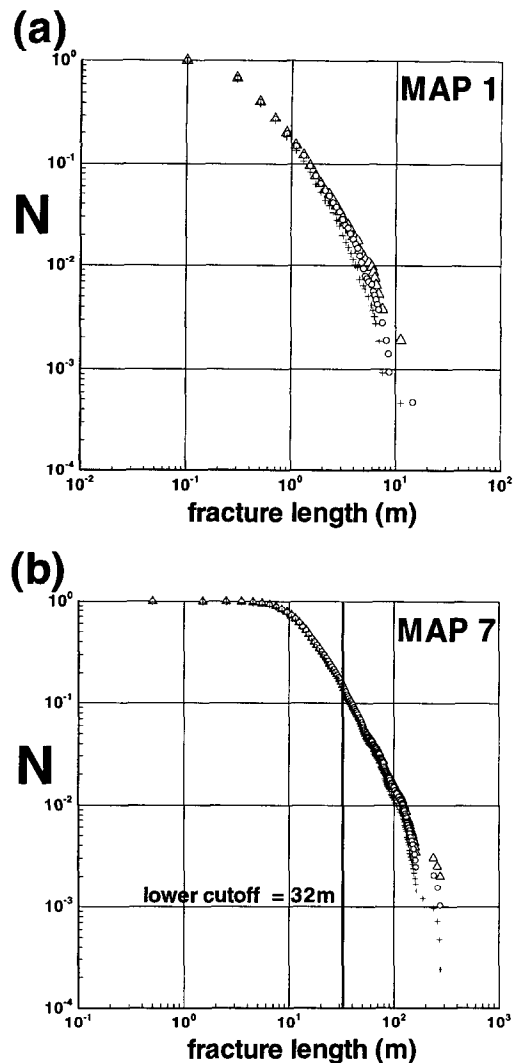 (a)
MAP 1
N
10^0
10^-1
10^-2
10^-3
10^-4
10^-2 10^-1 10^0 10^1 10^2
fracture length (m)
(b)
MAP 7
N
10^0
10^-1
10^-2
10^-3
10^-4
lower cutoff = 32m
10^-1 10^0 10^1 10^2 10^3
fracture length (m)